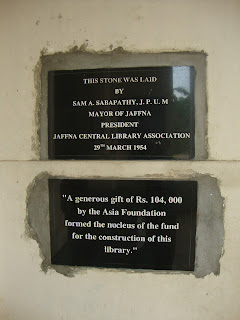 THIS STONE WAS LAID
BY
SAM A. SABAPATHY, J. P. U. M
MAYOR OF JAFFNA
PRESIDENT
JAFFNA CENTRAL LIBRARY ASSOCIATION
29TH MARCH 1954
"A generous gift of Rs. 104, 000
by the Asia Foundation
formed the nucleus of the fund
for the construction of this
library."